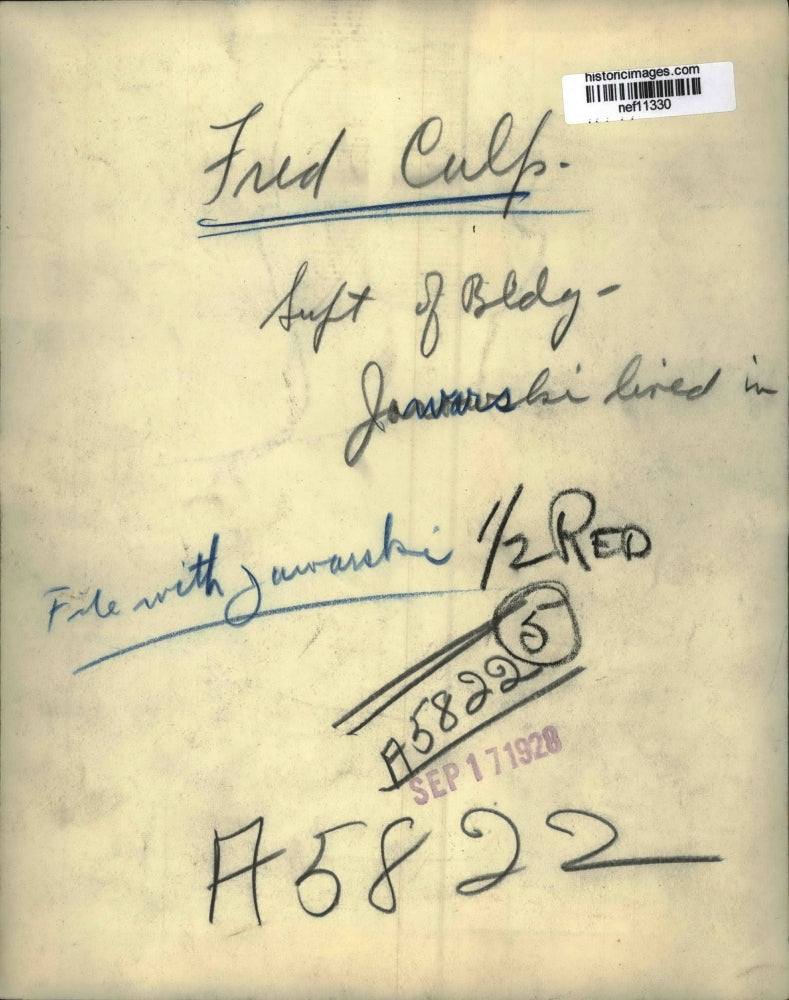 historicimages.com
nef11330
Fred Culp.
Supt of Bldg -
Jawarski lived in
File with Jawarski 1/2 RED
5
A5822
SEP 17 1928
A5822